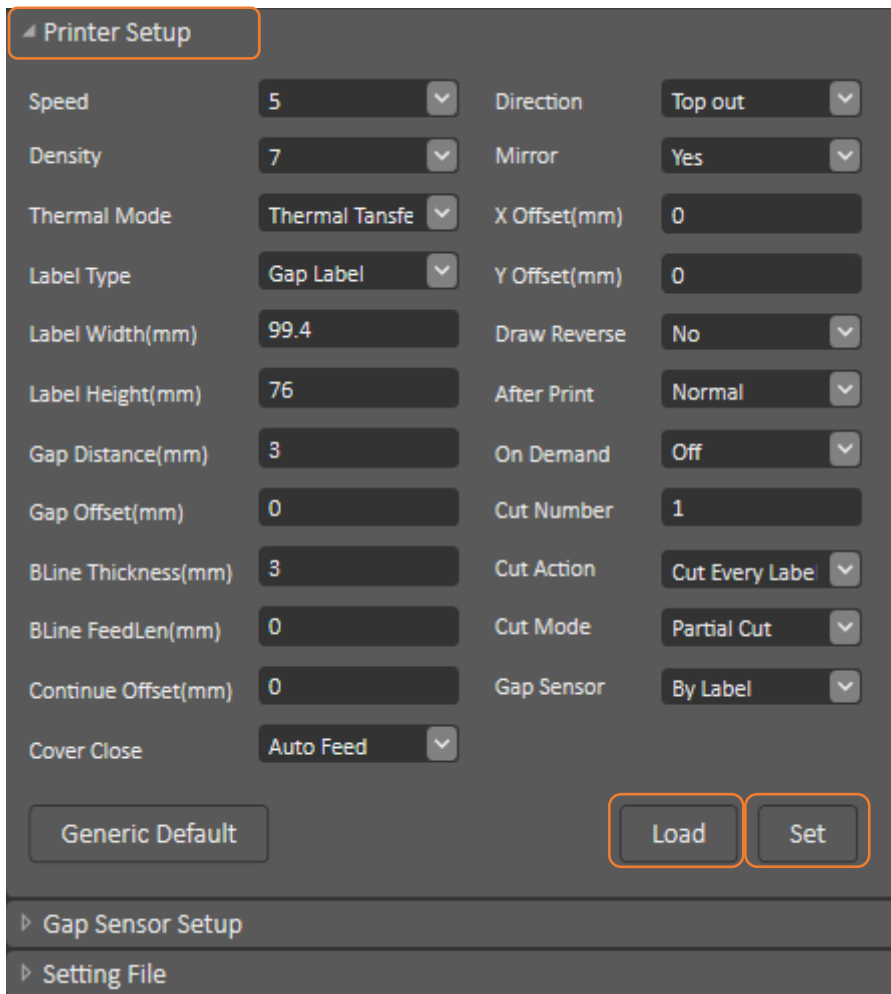 Printer Setup
Speed 5 Direction Top out
Density 7 Mirror Yes
Thermal Mode Thermal Tansfe X Offset(mm) 0
Label Type Gap Label Y Offset(mm) 0
Label Width(mm) 99.4 Draw Reverse No
Label Height(mm) 76 After Print Normal
Gap Distance(mm) 3 On Demand Off
Gap Offset(mm) 0 Cut Number 1
BLine Thickness(mm) 3 Cut Action Cut Every Label
BLine FeedLen(mm) 0 Cut Mode Partial Cut
Continue Offset(mm) 0 Gap Sensor By Label
Cover Close Auto Feed
Generic Default Load Set
Gap Sensor Setup
Setting File